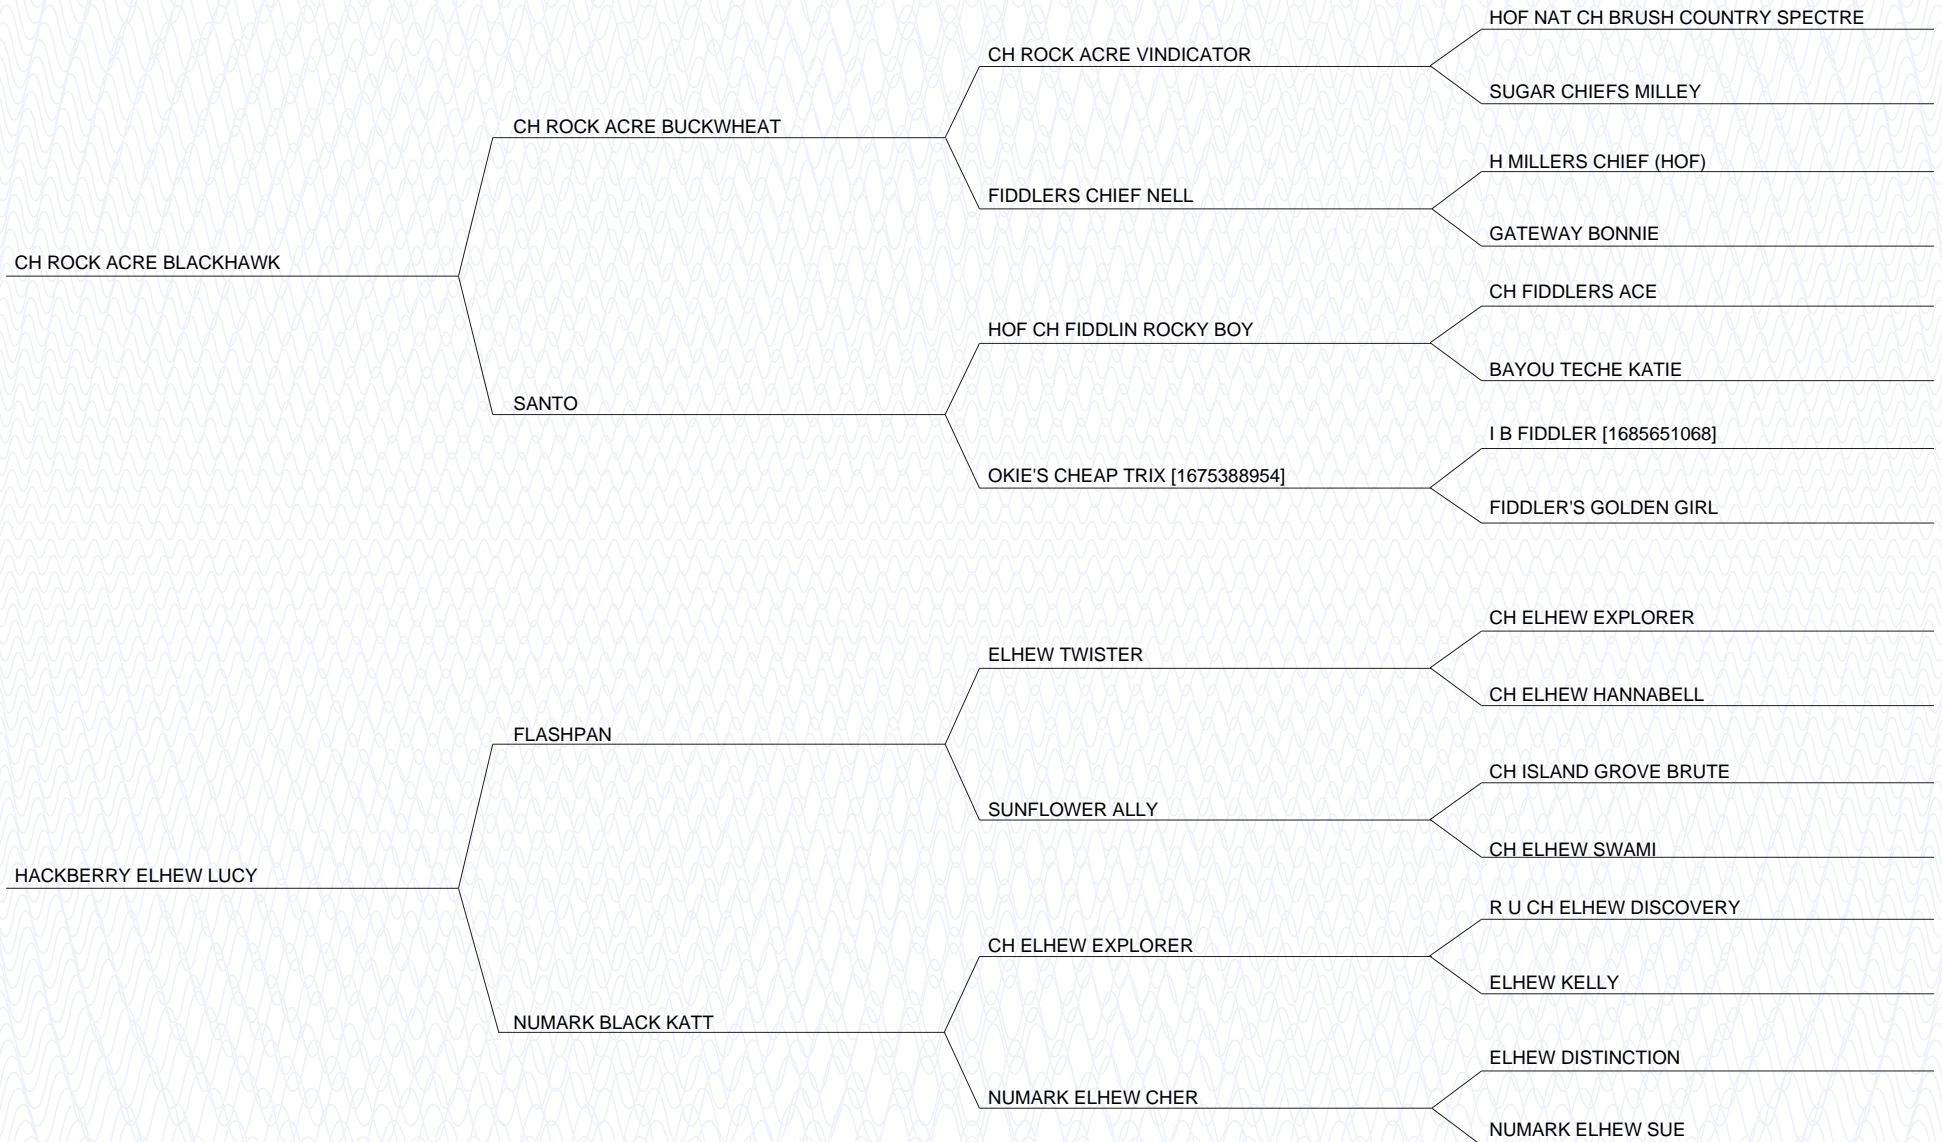 HOF NAT CH BRUSH COUNTRY SPECTRE
CH ROCK ACRE VINDICATOR
SUGAR CHIEFS MILLEY
CH ROCK ACRE BUCKWHEAT
H MILLERS CHIEF (HOF)
FIDDLERS CHIEF NELL
GATEWAY BONNIE
CH ROCK ACRE BLACKHAWK
CH FIDDLERS ACE
HOF CH FIDDLIN ROCKY BOY
BAYOU TECHE KATIE
SANTO
I B FIDDLER [1685651068]
OKIE'S CHEAP TRIX [1675388954]
FIDDLER'S GOLDEN GIRL
CH ELHEW EXPLORER
ELHEW TWISTER
CH ELHEW HANNABELL
FLASHPAN
CH ISLAND GROVE BRUTE
SUNFLOWER ALLY
CH ELHEW SWAMI
HACKBERRY ELHEW LUCY
R U CH ELHEW DISCOVERY
CH ELHEW EXPLORER
ELHEW KELLY
NUMARK BLACK KATT
ELHEW DISTINCTION
NUMARK ELHEW CHER
NUMARK ELHEW SUE